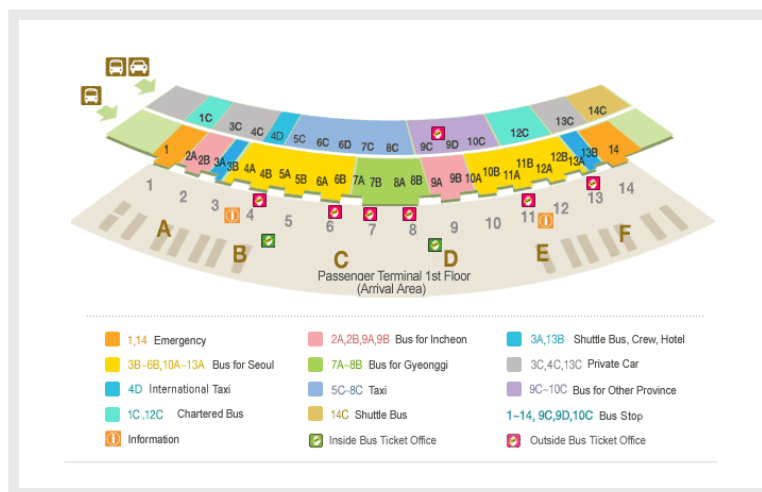 1C
3C
4C
4D
5C
6C
6D
7C
8C
9C
9D
10C
12C
13C
14C
1
2A
2B
3A
3B
4A
4B
5A
5B
6A
6B
7A
7B
8A
8B
9A
9B
10A
10B
11A
11B
12A
12B
13A
13B
14
1
2
3
4
5
6
7
8
9
10
11
12
13
14
A
B
C
D
E
F
Passenger Terminal 1st Floor
(Arrival Area)
1,14 Emergency
2A,2B,9A,9B Bus for Incheon
3A,13B Shuttle Bus, Crew, Hotel
3B~6B,10A~13A Bus for Seoul
7A~8B Bus for Gyeonggi
3C,4C,13C Private Car
4D International Taxi
5C~8C Taxi
9C~10C Bus for Other Province
1C ,12C Chartered Bus
14C Shuttle Bus
1~14, 9C,9D,10C Bus Stop
Information
Inside Bus Ticket Office
Outside Bus Ticket Office